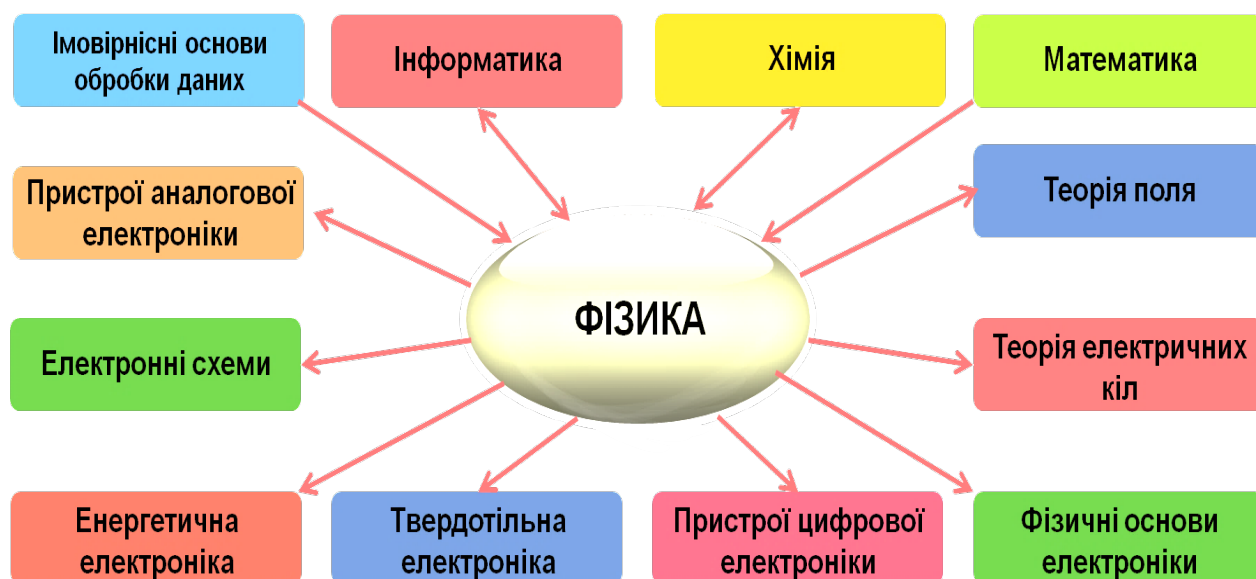 Імовірнісні основи
обробки даних
Інформатика
Хімія
Математика
Пристрої аналогової
електроніки
Теорія поля
ФІЗИКА
Електронні схеми
Теорія електричних
кіл
Енергетична
електроніка
Твердотільна
електроніка
Пристрої цифрової
електроніки
Фізичні основи
електроніки